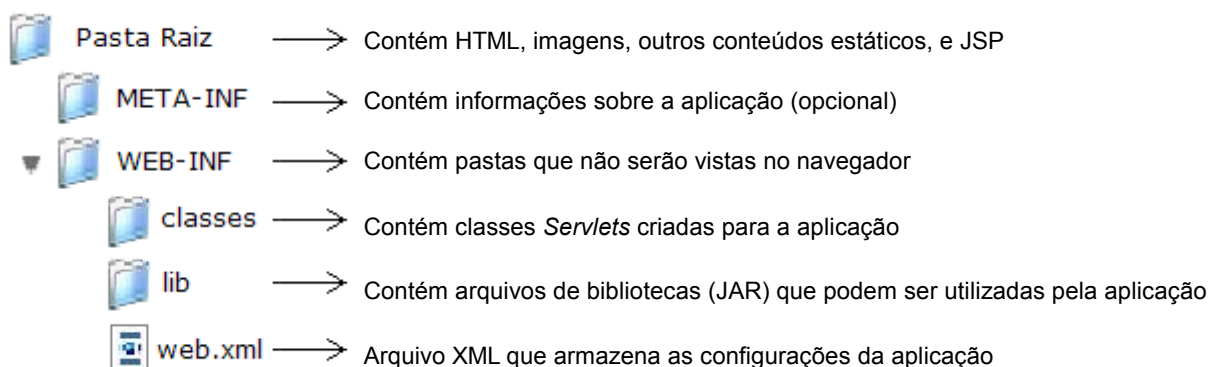 Pasta Raiz Contém HTML, imagens, outros conteúdos estáticos, e JSP
META-INF Contém informações sobre a aplicação (opcional)
WEB-INF Contém pastas que não serão vistas no navegador
classes Contém classes Servlets criadas para a aplicação
lib Contém arquivos de bibliotecas (JAR) que podem ser utilizadas pela aplicação
web.xml Arquivo XML que armazena as configurações da aplicação